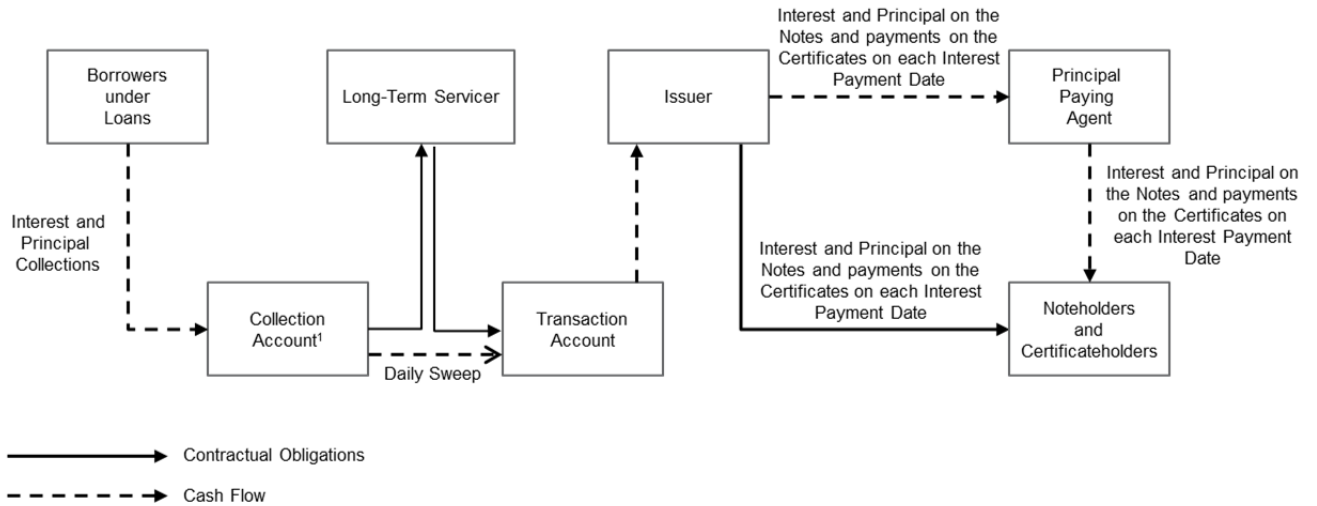 Borrowers
under
Loans
Long-Term Servicer
Issuer
Interest and Principal on the
Notes and payments on the
Certificates on each Interest
Payment Date
Principal
Paying
Agent
Interest and
Principal
Collections
Interest and Principal on
the Notes and payments
on the Certificates on
each Interest Payment
Date
Collection
Account¹
Daily Sweep
Transaction
Account
Interest and Principal on the
Notes and payments on the
Certificates on each Interest
Payment Date
Noteholders
and
Certificateholders
Contractual Obligations
Cash Flow